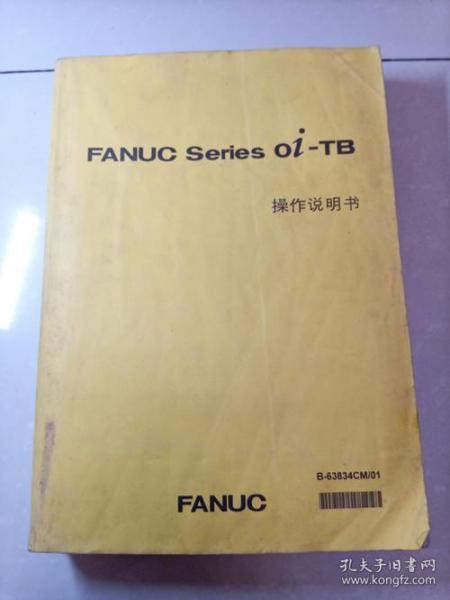 FANUC Series 0i-TB
操作说明书
B-63834CM/01
FANUC
孔夫子旧书网
www.kongfz.com